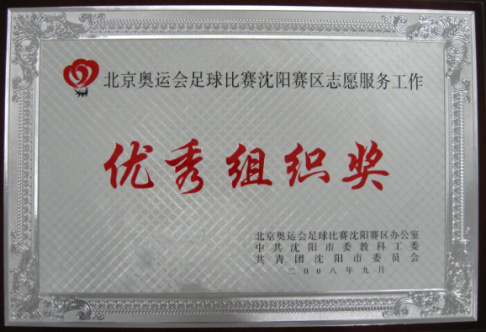 北京奥运会足球比赛沈阳赛区志愿服务工作
优秀组织奖
北京奥运会足球比赛沈阳赛区办公室
中共沈阳市委教科工委
共青团沈阳市委员会
二〇〇八年九月